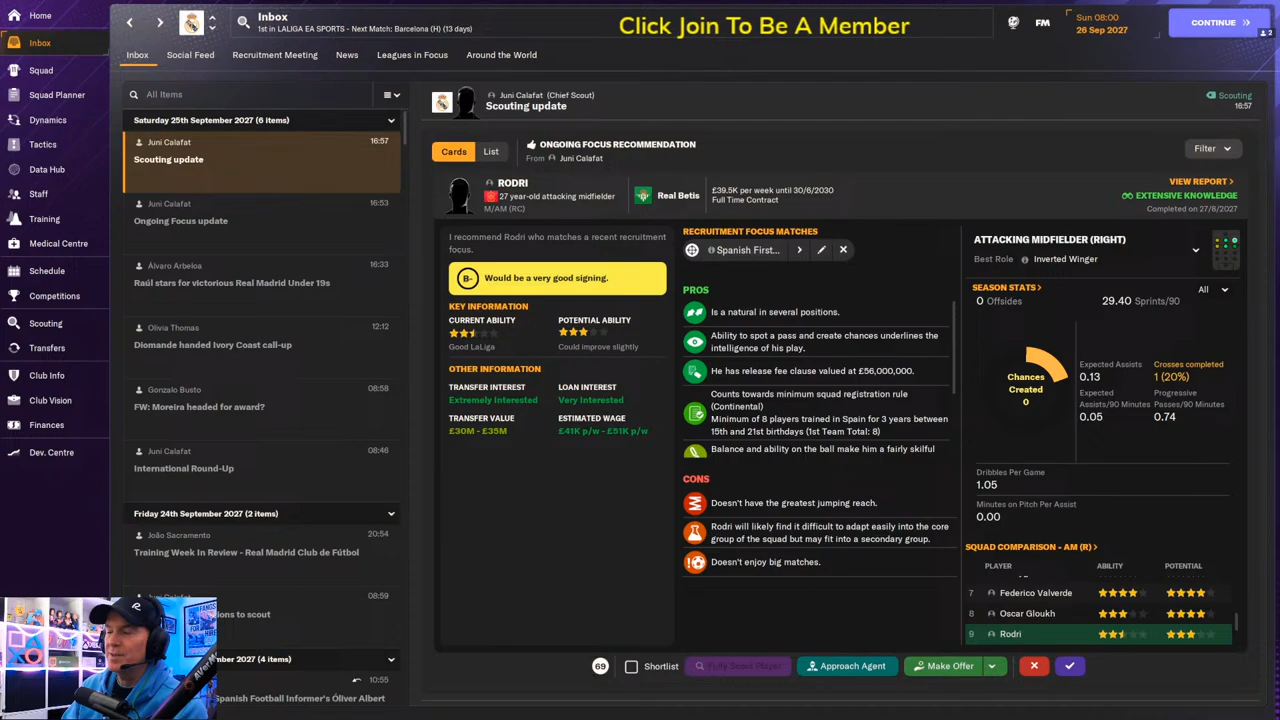 Home
Inbox
Squad
Squad Planner
Dynamics
Tactics
Data Hub
Staff
Training
Medical Centre
Schedule
Competitions
Scouting
Transfers
Club Info
Club Vision
Finances
Dev. Centre
Inbox
1st in LALIGA EA SPORTS - Next Match: Barcelona (H) (13 days)
Click Join To Be A Member
FM
Sun 08:00
26 Sep 2027
CONTINUE
2
Inbox
Social Feed
Recruitment Meeting
News
Leagues in Focus
Around the World
All Items
Saturday 25th September 2027 (6 items)
Juni Calafat
16:57
Scouting update
Juni Calafat
16:53
Ongoing Focus update
Álvaro Arbeloa
16:33
Raúl stars for victorious Real Madrid Under 19s
Olivia Thomas
12:12
Diomande handed Ivory Coast call-up
Gonzalo Busto
08:58
FW: Moreira headed for award?
Juni Calafat
08:46
International Round-Up
Friday 24th September 2027 (2 items)
João Sacramento
20:54
Training Week In Review - Real Madrid Club de Fútbol
08:59
ions to scout
mber 2027 (4 items)
10:55
Spanish Football Informer's Óliver Albert
FANGS
FOR
HIRE
AVerMe
Juni Calafat (Chief Scout)
Scouting update
Scouting
16:57
Cards
List
ONGOING FOCUS RECOMMENDATION
From Juni Calafat
Filter
RODRI
27 year-old attacking midfielder
M/AM (RC)
Real Betis
£39.5K per week until 30/6/2030
Full Time Contract
VIEW REPORT >
EXTENSIVE KNOWLEDGE
Completed on 27/8/2027
I recommend Rodri who matches a recent recruitment
focus.
B-
Would be a very good signing.
KEY INFORMATION
CURRENT ABILITY
POTENTIAL ABILITY
Good LaLiga
Could improve slightly
OTHER INFORMATION
TRANSFER INTEREST
LOAN INTEREST
Extremely Interested
Very Interested
TRANSFER VALUE
ESTIMATED WAGE
£30M - £35M
£41K p/w - £51K p/w
RECRUITMENT FOCUS MATCHES
Spanish First...
PROS
Is a natural in several positions.
Ability to spot a pass and create chances underlines the
intelligence of his play.
He has release fee clause valued at £56,000,000.
Counts towards minimum squad registration rule
(Continental)
Minimum of 8 players trained in Spain for 3 years between
15th and 21st birthdays (1st Team Total: 8)
Balance and ability on the ball make him a fairly skilful
CONS
Doesn't have the greatest jumping reach.
Rodri will likely find it difficult to adapt easily into the core
group of the squad but may fit into a secondary group.
Doesn't enjoy big matches.
ATTACKING MIDFIELDER (RIGHT)
Best Role Inverted Winger
SEASON STATS >
All
0 Offsides
29.40 Sprints/90
Chances
Created
0
Expected Assists
0.13
Crosses completed
1 (20%)
Expected
Assists/90 Minutes
0.05
Progressive
Passes/90 Minutes
0.74
Dribbles Per Game
1.05
Minutes on Pitch Per Assist
0.00
SQUAD COMPARISON - AM (R) >
PLAYER
ABILITY
POTENTIAL
7 Federico Valverde
8 Oscar Gloukh
9 Rodri
69
Shortlist
Fully Scout Player
Approach Agent
Make Offer